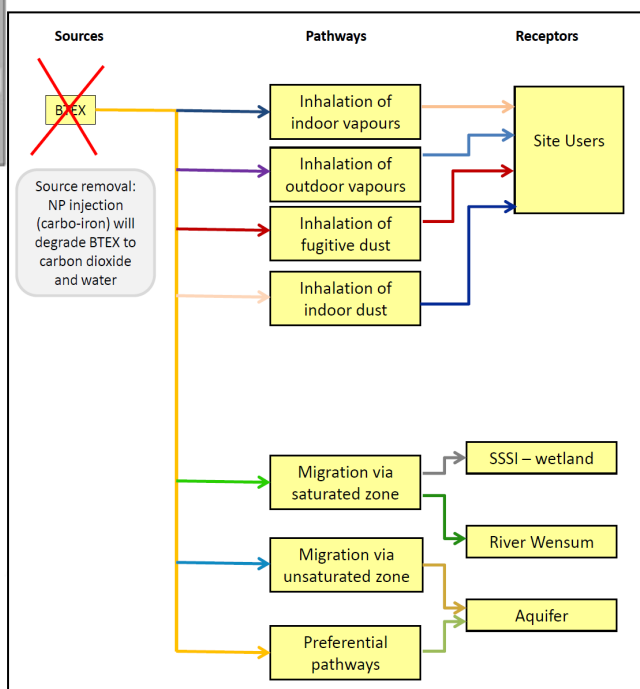 Sources
Pathways
Receptors
BTEX
Source removal:
NP injection
(carbo-iron) will
degrade BTEX to
carbon dioxide
and water
Inhalation of
indoor vapours
Inhalation of
outdoor vapours
Inhalation of
fugitive dust
Inhalation of
indoor dust
Site Users
Migration via
saturated zone
Migration via
unsaturated zone
Preferential
pathways
SSSI – wetland
River Wensum
Aquifer